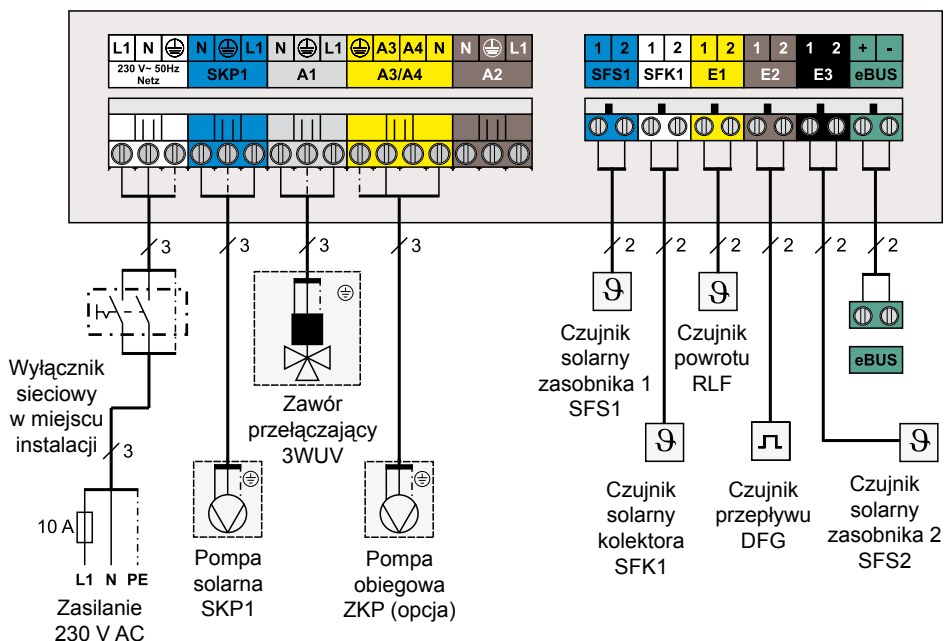 L1 N N L1 N L1 A3 A4 N N L1
230 V~ 50Hz
Netz
SKP1 A1 A3/A4 A2
1 2 1 2 1 2 1 2 1 2 + -
SFS1 SFK1 E1 E2 E3 eBUS
3 3 3 3 2 2 2 2 2 2
Wyłącznik
sieciowy
w miejscu
instalacji
3
10 A
L1 N PE
Zasilanie
230 V AC
Pompa
solarna
SKP1
Zawór
przełączający
3WUV
Pompa
obiegowa
ZKP (opcja)
ϑ
Czujnik
solarny
zasobnika 1
SFS1
ϑ
Czujnik
solarny
kolektora
SFK1
ϑ
Czujnik
powrotu
RLF
Czujnik
przepływu
DFG
ϑ
Czujnik
solarny
zasobnika 2
SFS2
eBUS